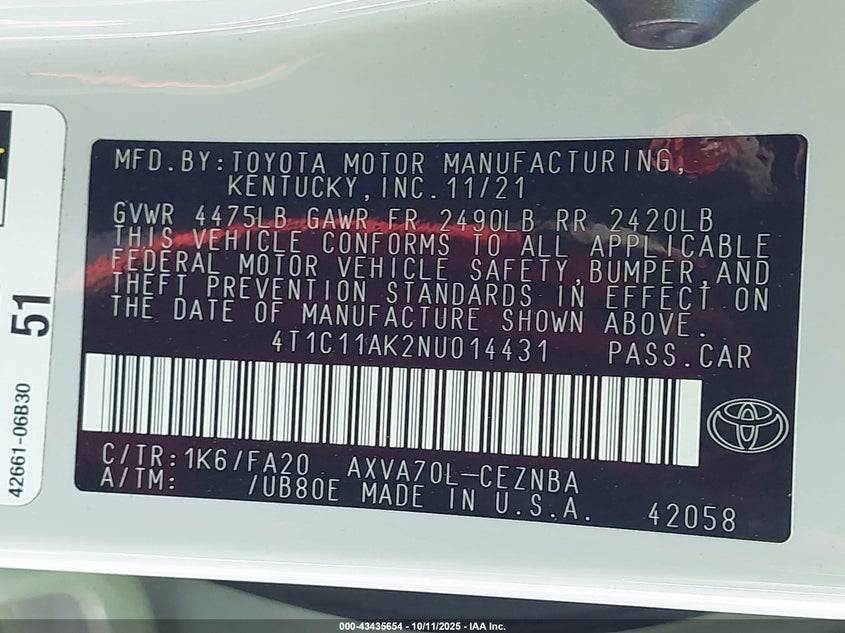 MFD.BY:TOYOTA MOTOR MANUFACTURING,
KENTUCKY,INC.11/21
GVWR 4475LB GAWR FR 2490LB RR 2420LB
THIS VEHICLE CONFORMS TO ALL APPLICABLE
FEDERAL MOTOR VEHICLE SAFETY,BUMPER,AND
THEFT PREVENTION STANDARDS IN EFFECT ON
THE DATE OF MANUFACTURE SHOWN ABOVE.
4T1C11AK2NU014431 PASS.CAR
C/TR:1K6/FA20 AXVA70L-CEZNBA
A/TM: /UB80E MADE IN U.S.A. 42058
51
42661-06B30
000-43435654 - 10/11/2025 - IAA Inc.